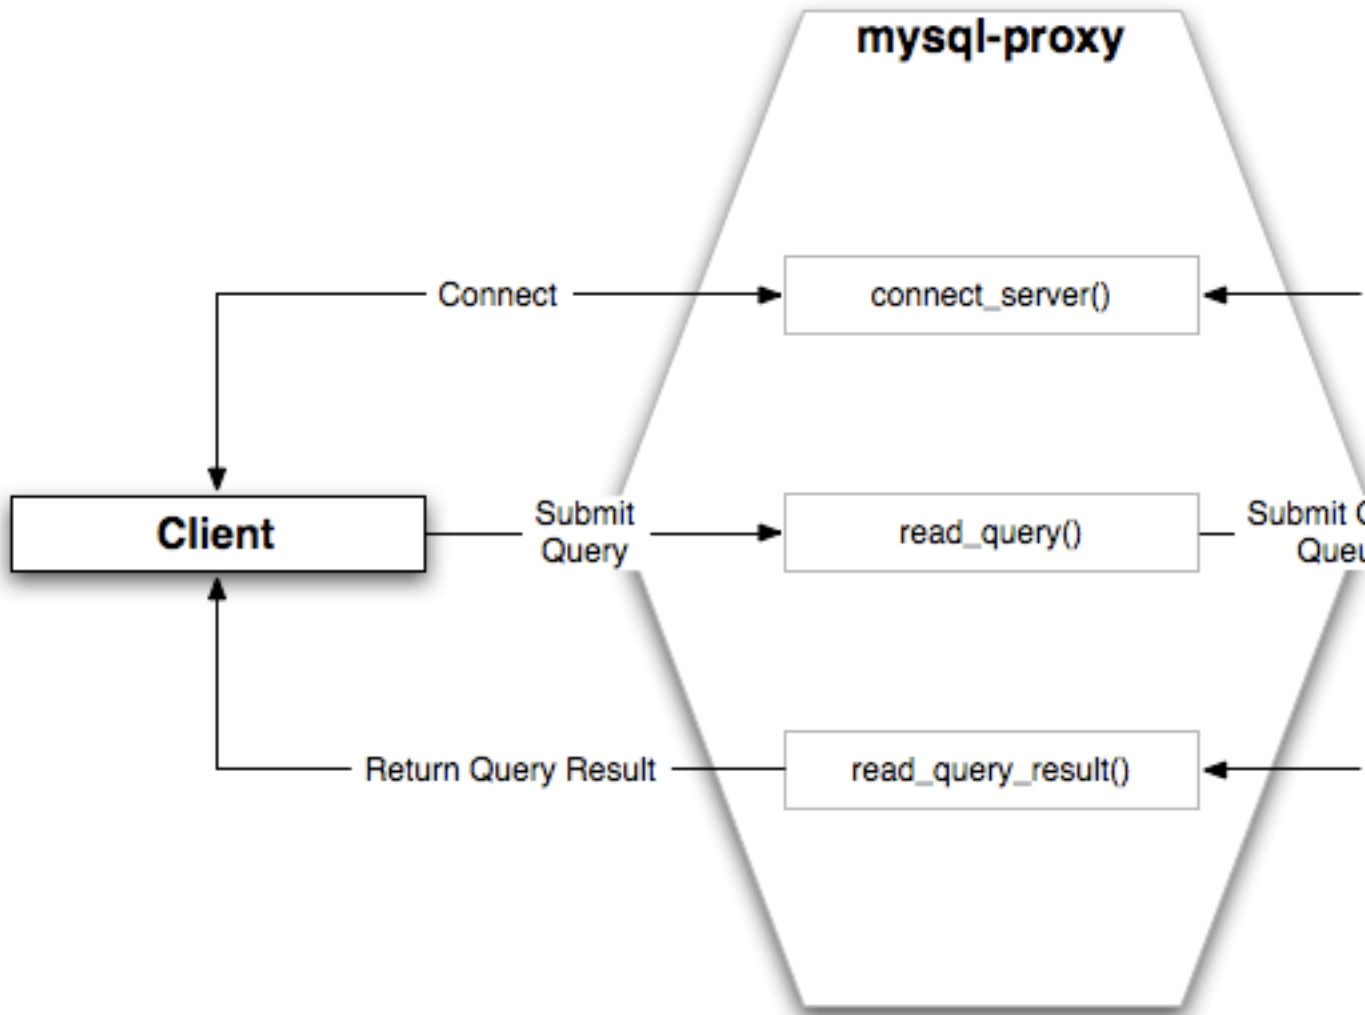 mysql-proxy
Connect
connect_server()
Client
Submit
Query
read_query()
Submit
Return Query Result
read_query_result()